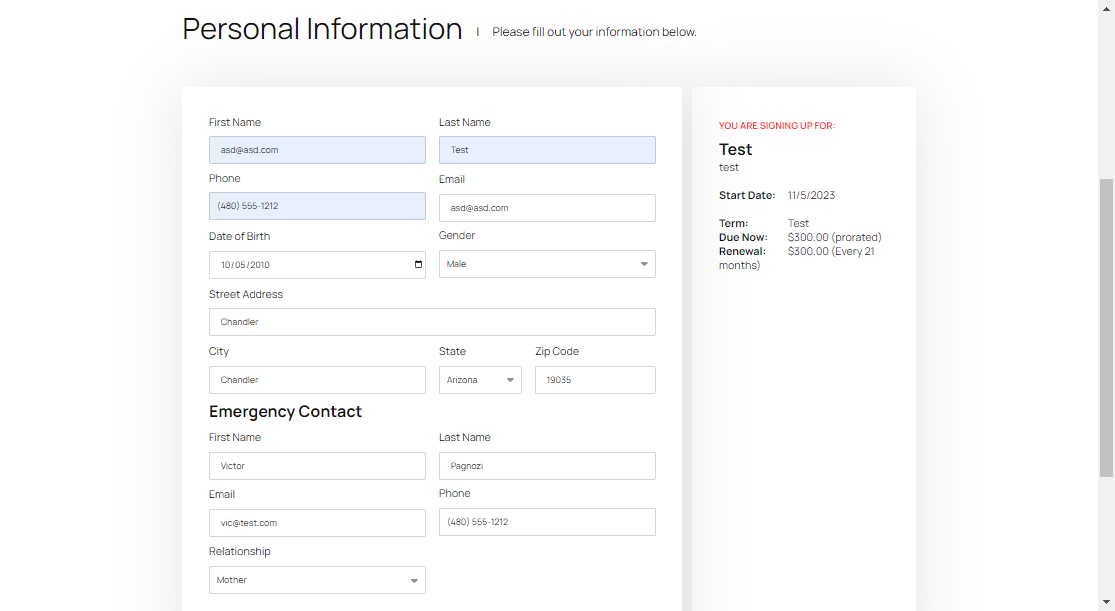 Personal Information | Please fill out your information below.
First Name Last Name
asd@asd.com Test
Phone Email
(480) 555-1212 asd@asd.com
Date of Birth Gender
10/05/2010 Male
Street Address
Chandler
City State Zip Code
Chandler Arizona 19035
Emergency Contact
First Name Last Name
Victor Pagnozi
Email Phone
vic@test.com (480) 555-1212
Relationship
Mother
YOU ARE SIGNING UP FOR:
Test
test
Start Date: 11/5/2023
Term: Test
Due Now: $300.00 (prorated)
Renewal: $300.00 (Every 21
months)